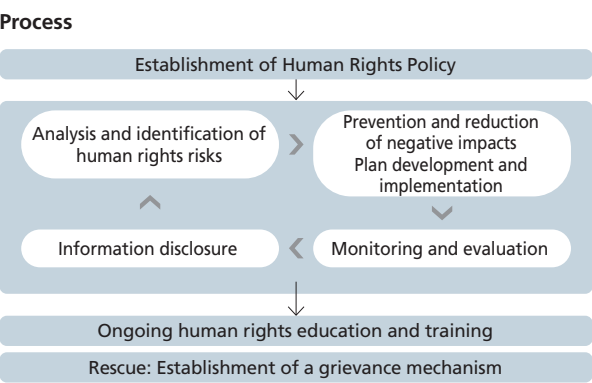 Process
Establishment of Human Rights Policy
Analysis and identification of
human rights risks
Prevention and reduction
of negative impacts
Plan development and
implementation
Information disclosure
Monitoring and evaluation
Ongoing human rights education and training
Rescue: Establishment of a grievance mechanism